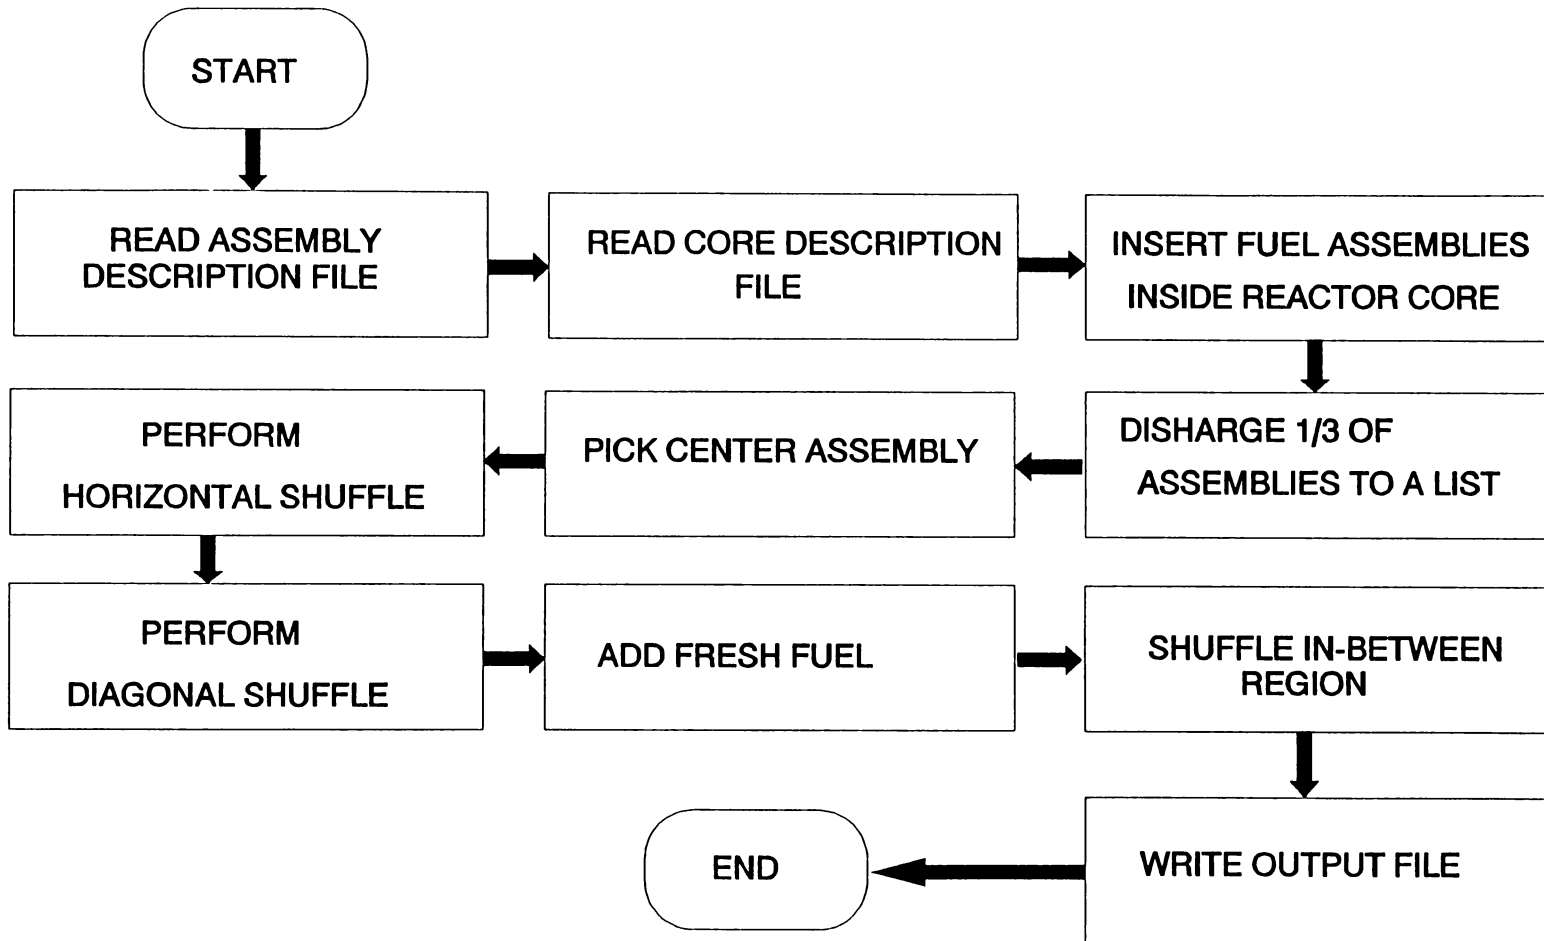 START
READ ASSEMBLY
DESCRIPTION FILE
READ CORE DESCRIPTION
FILE
INSERT FUEL ASSEMBLIES
INSIDE REACTOR CORE
DISHARGE 1/3 OF
ASSEMBLIES TO A LIST
PICK CENTER ASSEMBLY
PERFORM
HORIZONTAL SHUFFLE
PERFORM
DIAGONAL SHUFFLE
ADD FRESH FUEL
SHUFFLE IN-BETWEEN
REGION
WRITE OUTPUT FILE
END